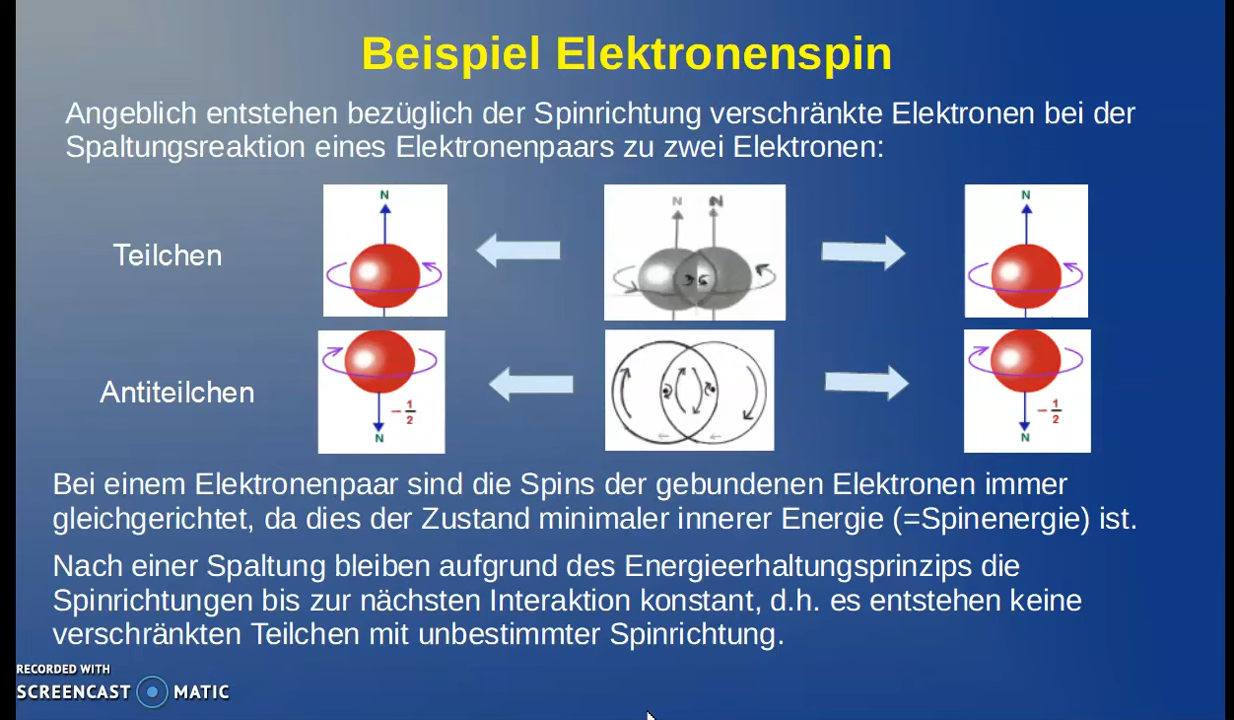 Beispiel Elektronenspin
Angeblich entstehen bezüglich der Spinrichtung verschränkte Elektronen bei der
Spaltungsreaktion eines Elektronenpaars zu zwei Elektronen:
N
N N
N
Teilchen
Antiteilchen
- 1/2
N
- 1/2
N
Bei einem Elektronenpaar sind die Spins der gebundenen Elektronen immer
gleichgerichtet, da dies der Zustand minimaler innerer Energie (=Spinenergie) ist.
Nach einer Spaltung bleiben aufgrund des Energieerhaltungsprinzips die
Spinrichtungen bis zur nächsten Interaktion konstant, d.h. es entstehen keine
verschränkten Teilchen mit unbestimmter Spinrichtung.
RECORDED WITH
SCREENCAST MATIC